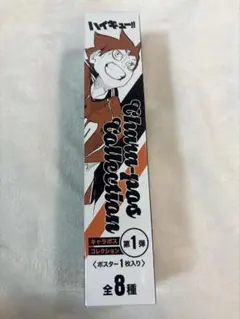 ハイキュー!!
Chara-pos
Collection
キャラポス
コレクション
第1弾
〈ポスター1枚入り〉
全8種